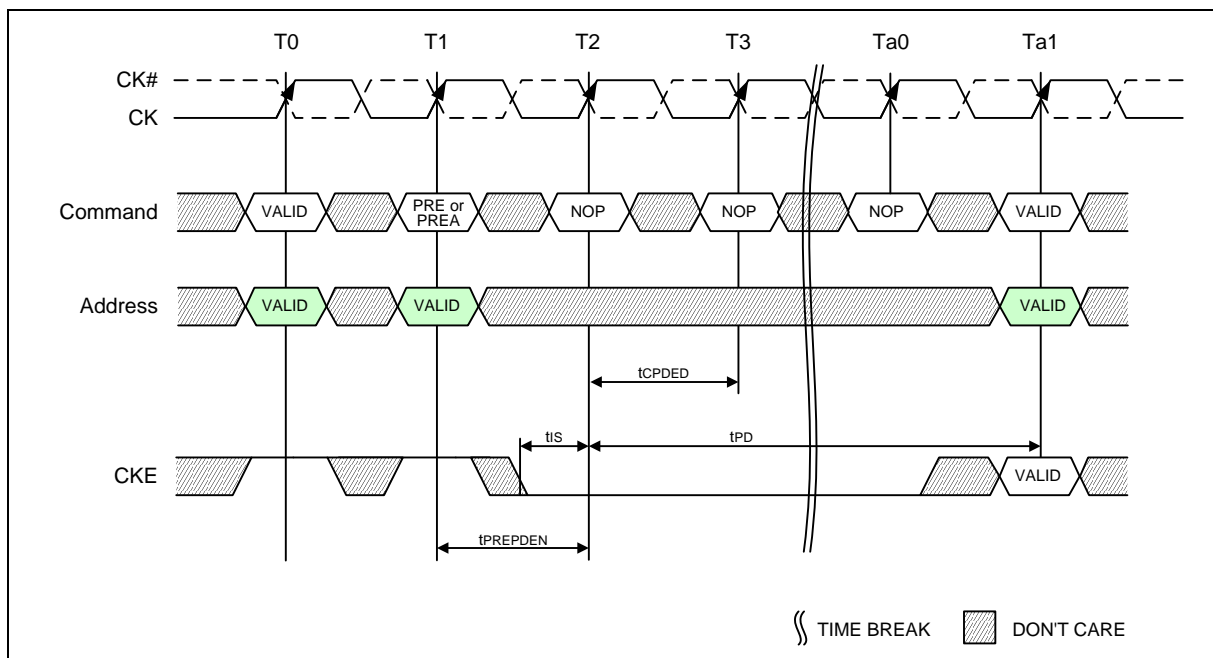 T0 T1 T2 T3 Ta0 Ta1
CK#
CK
Command VALID PRE or PREA NOP NOP NOP VALID
Address VALID VALID VALID
tCPDED
tIS tPD
CKE VALID
tPREPDEN
TIME BREAK DON'T CARE